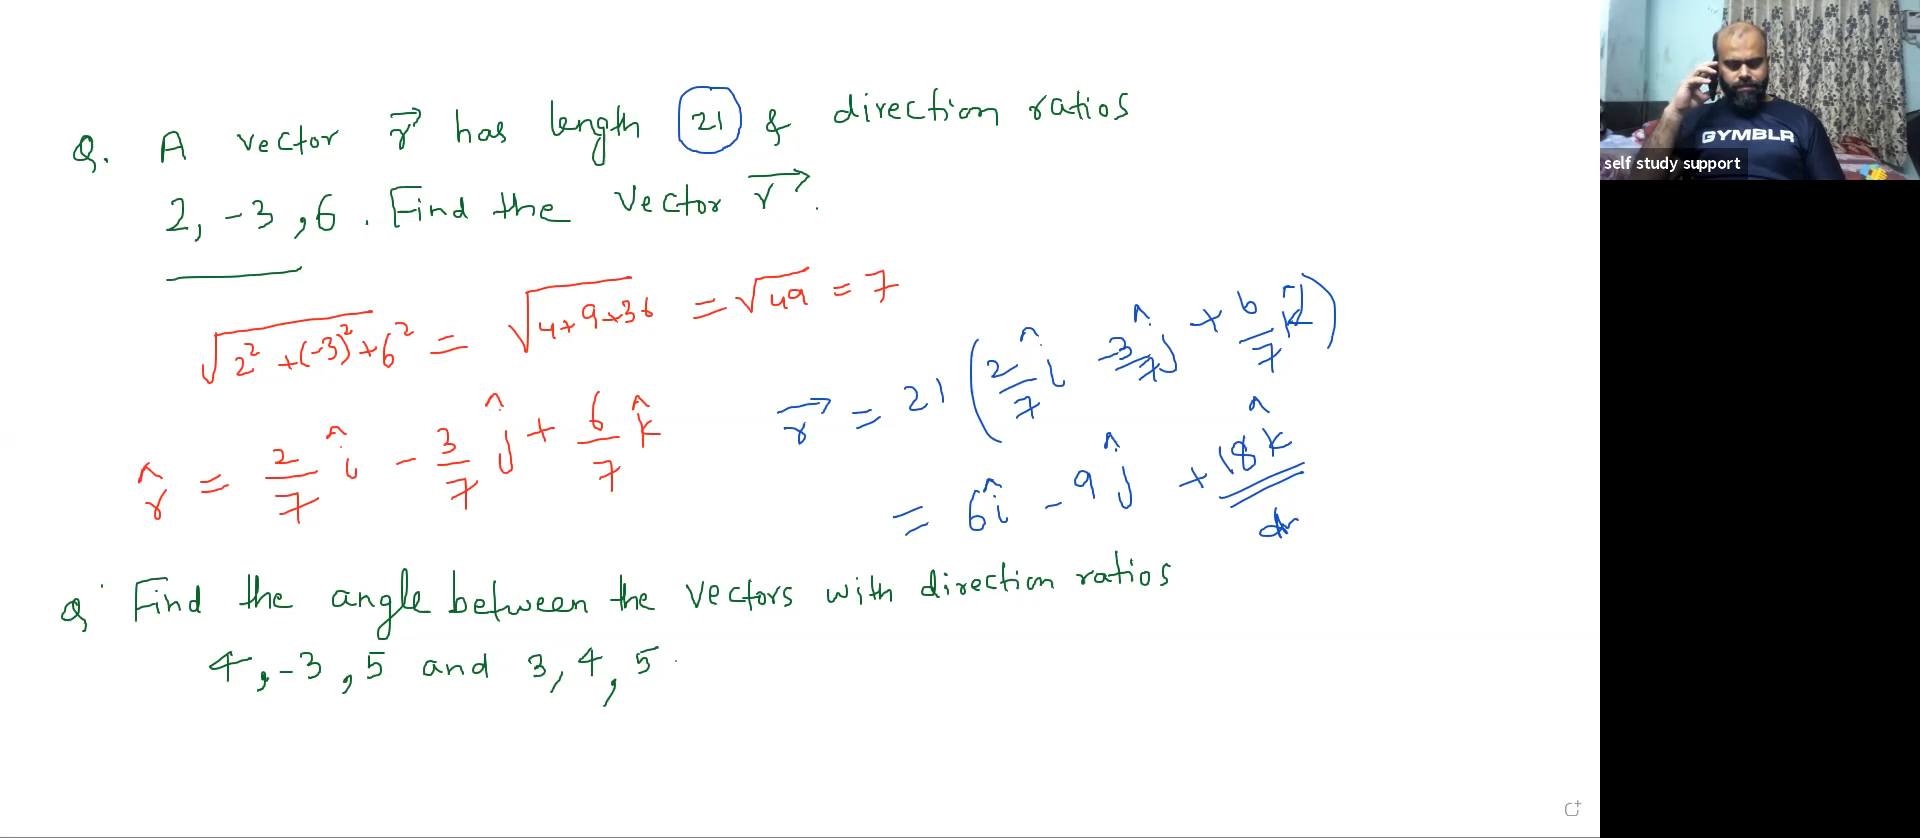 Q. A vector r⃗ has length 21 & direction ratios
2, -3, 6. Find the vector r⃗.
√(2² + (-3)² + 6²) = √(4+9+36) = √49 = 7
r̂ = 2/7 î - 3/7 ĵ + 6/7 k̂
r⃗ = 21 (2/7 î - 3/7 ĵ + 6/7 k̂)
= 6î - 9ĵ + 18k̂
Q. Find the angle between the vectors with direction ratios
4, -3, 5 and 3, 4, 5.
GYMBLR
self study support